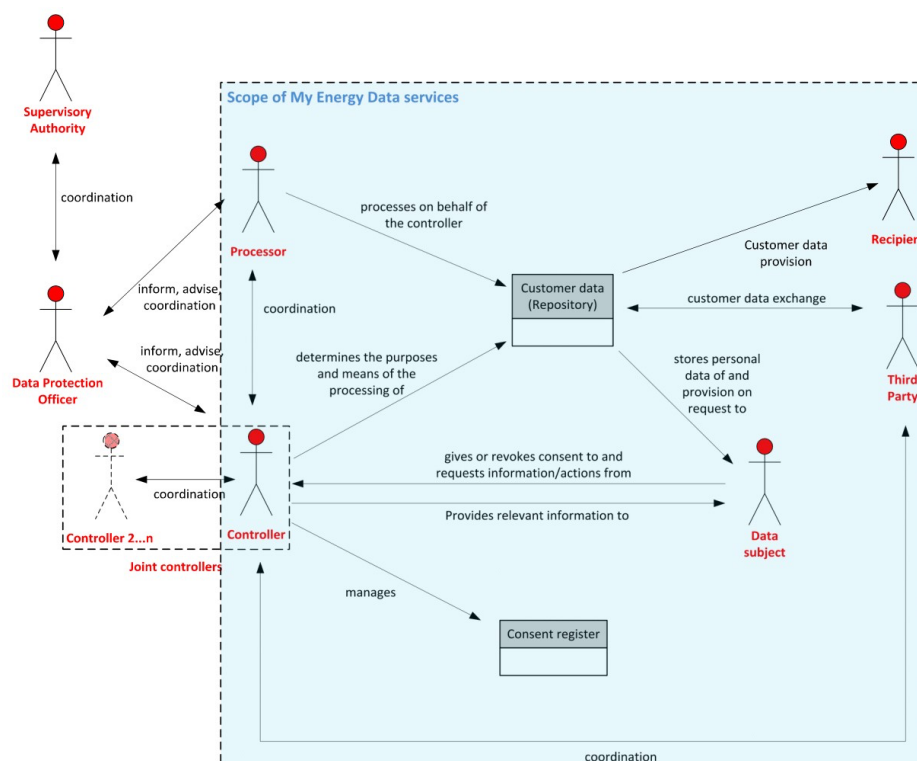 Supervisory
Authority
Scope of My Energy Data services
coordination
Processor
processes on behalf of
the controller
Recipient
Customer data
provision
inform, advise,
coordination,
Data Protection
Officer
coordination
Customer data
(Repository)
customer data exchange
inform, advise,
coordination
determines the purposes
and means of the
processing of
stores personal
data of and
provision on
request to
Third
Party
Controller 2...n
coordination
Controller
Joint controllers
gives or revokes consent to and
requests information/actions from
Provides relevant information to
Data
subject
manages
Consent register
coordination